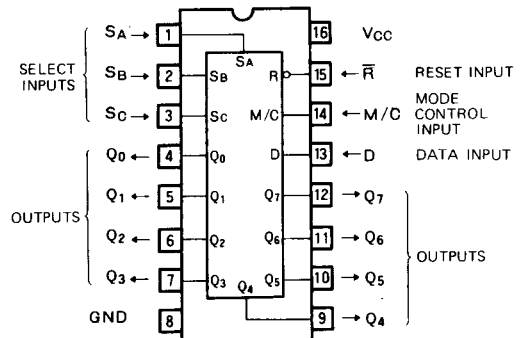 SA 1 SA 16 VCC
SELECT INPUTS
SB 2 SB R 15 R̅ RESET INPUT
SC 3 SC M/C 14 M/C MODE CONTROL INPUT
Q0 4 Q0 D 13 D DATA INPUT
Q1 5 Q1 Q7 12 Q7
OUTPUTS
Q2 6 Q2 Q6 11 Q6
OUTPUTS
Q3 7 Q3 Q5 10 Q5
Q4
GND 8 9 Q4